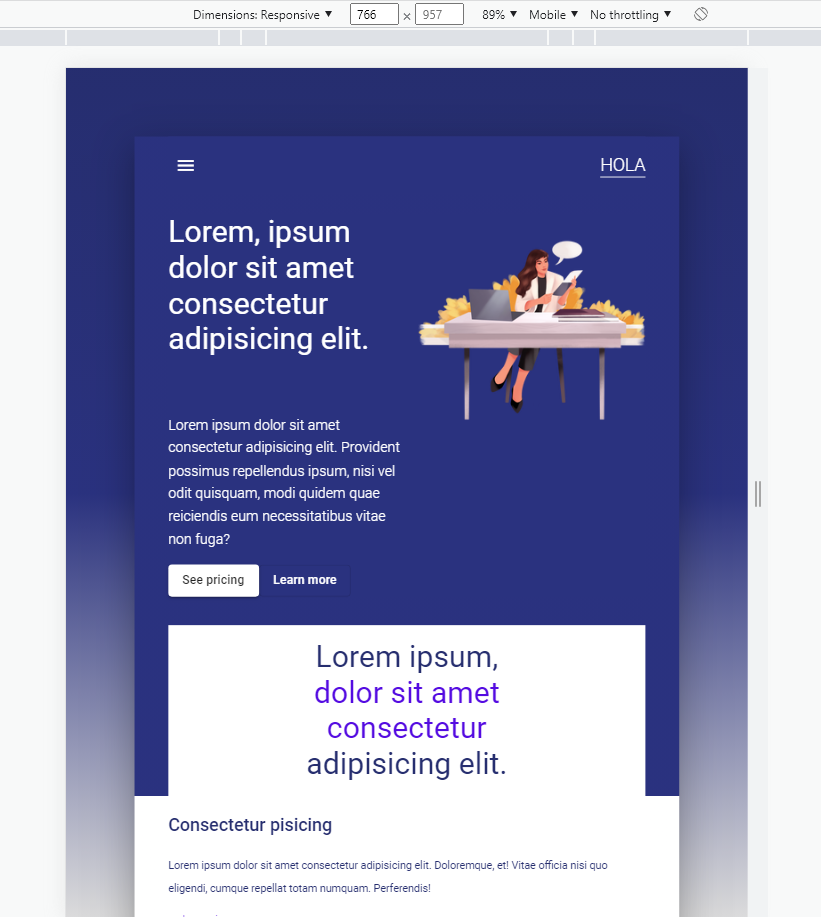 Dimensions: Responsive ▼ 766 × 957 89% ▼ Mobile ▼ No throttling ▼
HOLA
Lorem, ipsum
dolor sit amet
consectetur
adipisicing elit.
Lorem ipsum dolor sit amet
consectetur adipisicing elit. Provident
possimus repellendus ipsum, nisi vel
odit quisquam, modi quidem quae
reiciendis eum necessitatibus vitae
non fuga?
See pricing Learn more
Lorem ipsum,
dolor sit amet
consectetur
adipisicing elit.
Consectetur pisicing
Lorem ipsum dolor sit amet consectetur adipisicing elit. Doloremque, et! Vitae officia nisi quo
eligendi, cumque repellat totam numquam. Perferendis!